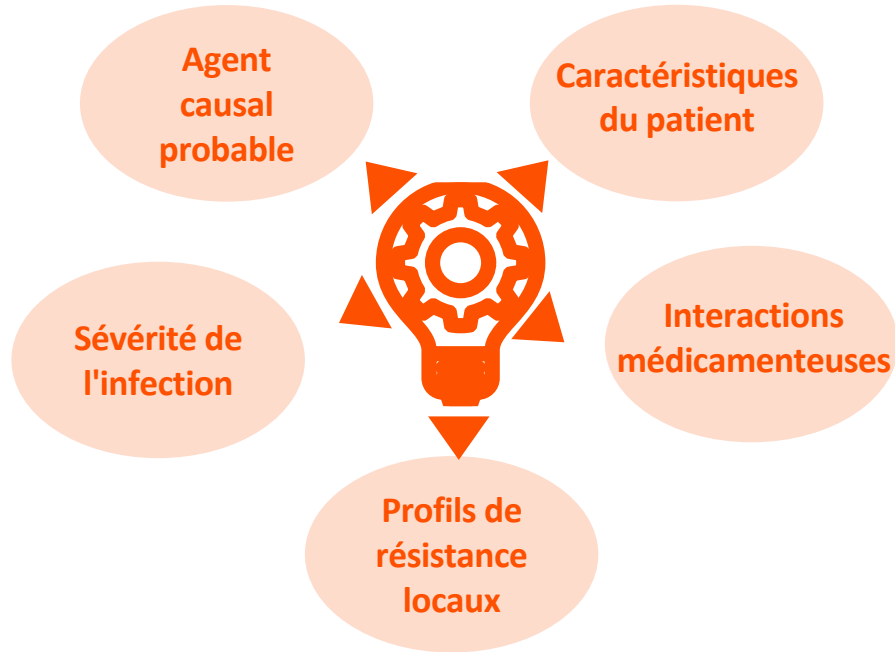 Agent
causal
probable
Caractéristiques
du patient
Sévérité de
l'infection
Interactions
médicamenteuses
Profils de
résistance
locaux